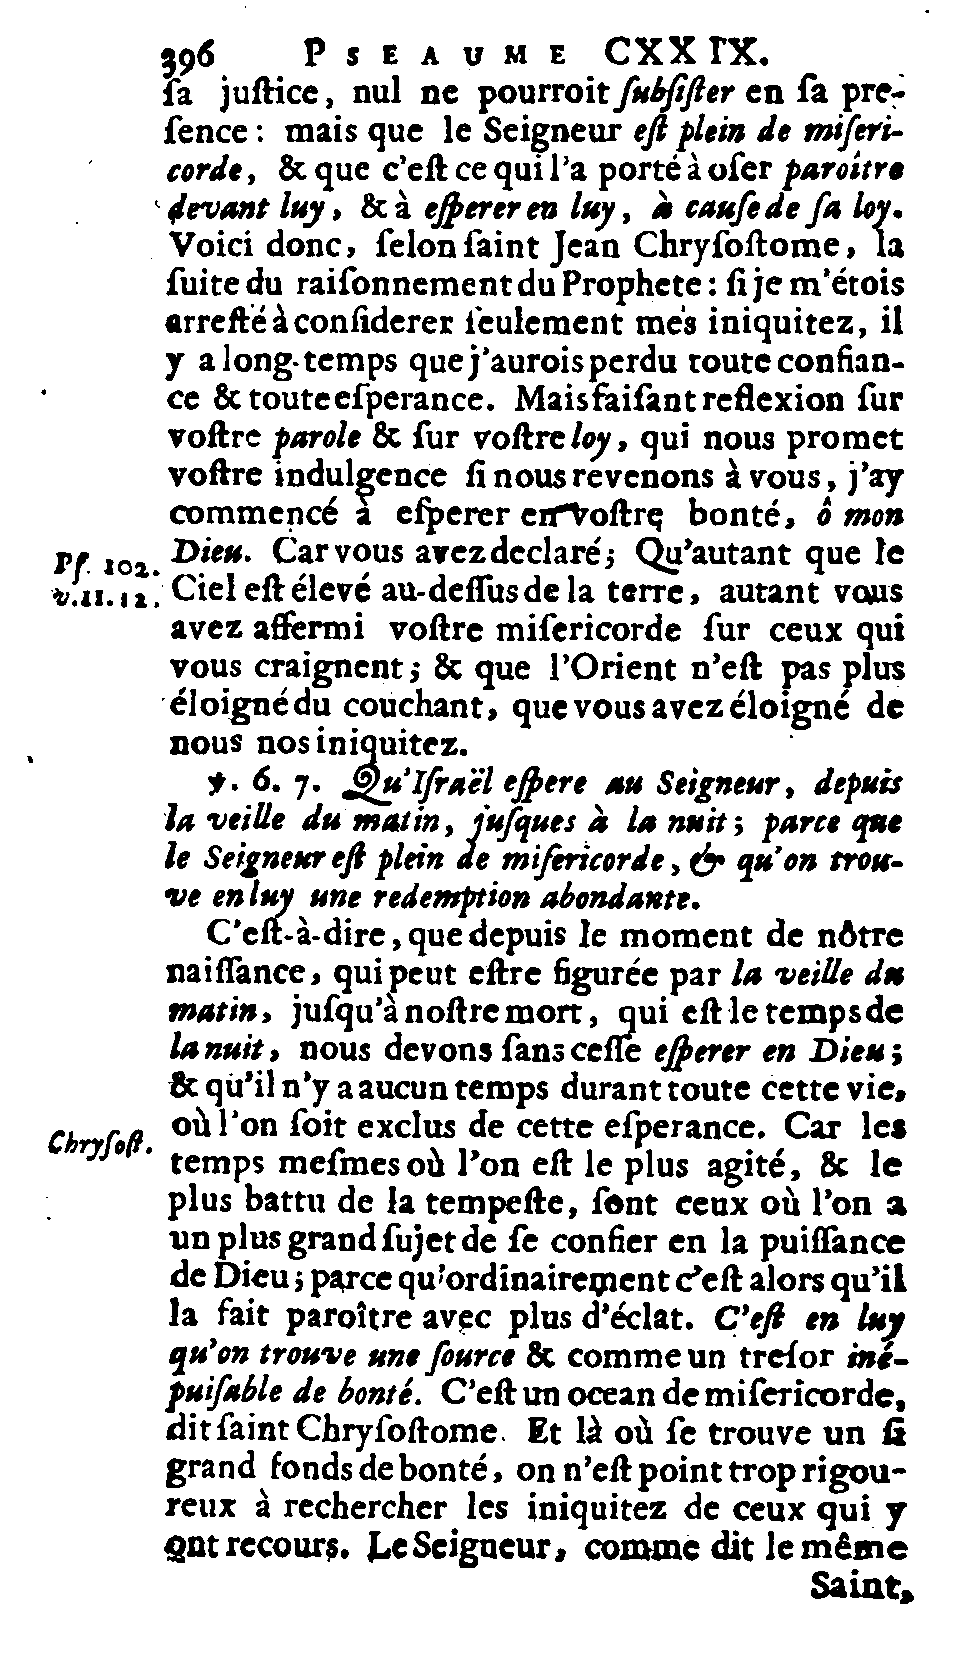 396 PSEAUME CXXIX.
ſa juſtice, nul ne pourroit ſubſiſter en ſa pre-
ſence : mais que le Seigneur eſt plein de miſeri-
corde, & que c'eſt ce qui l'a porté à oſer paroître
devant luy, & à eſperer en luy, à cauſe de ſa loy.
Voici donc, ſelon ſaint Jean Chryſoſtome, la
ſuite du raiſonnement du Prophete : ſi je m'étois
arreſté à conſiderer ſeulement mes iniquitez, il
y a long-temps que j'aurois perdu toute confian-
ce & toute eſperance. Mais faiſant reflexion ſur
voſtre parole & ſur voſtre loy, qui nous promet
voſtre indulgence ſi nous revenons à vous, j'ay
commencé à eſperer en voſtre bonté, ô mon
Dieu. Car vous avez declaré; Qu'autant que le
Pſ. 102.
v. 11. 12.
Ciel eſt élevé au-deſſus de la terre, autant vous
avez affermi voſtre miſericorde ſur ceux qui
vous craignent; & que l'Orient n'eſt pas plus
éloigné du couchant, que vous avez éloigné de
nous nos iniquitez.
℣. 6. 7. Qu'Iſraël eſpere au Seigneur, depuis
la veille du matin, juſques à la nuit; parce que
le Seigneur eſt plein de miſericorde, & qu'on trou-
ve en luy une redemption abondante.
C'eſt-à-dire, que depuis le moment de nôtre
naiſſance, qui peut eſtre figurée par la veille du
matin, juſqu'à noſtre mort, qui eſt le temps de
la nuit, nous devons ſans ceſſe eſperer en Dieu;
& qu'il n'y a aucun temps durant toute cette vie,
où l'on ſoit exclus de cette eſperance. Car les
Chryſoſt.
temps meſmes où l'on eſt le plus agité, & le
plus battu de la tempeſte, ſont ceux où l'on a
un plus grand ſujet de ſe confier en la puiſſance
de Dieu; parce qu'ordinairement c'eſt alors qu'il
la fait paroître avec plus d'éclat. C'eſt en luy
qu'on trouve une ſource & comme un treſor iné-
puiſable de bonté. C'eſt un ocean de miſericorde,
dit ſaint Chryſoſtome. Et là où ſe trouve un ſi
grand fonds de bonté, on n'eſt point trop rigou-
reux à rechercher les iniquitez de ceux qui y
ont recours. Le Seigneur, comme dit le même
Saint,